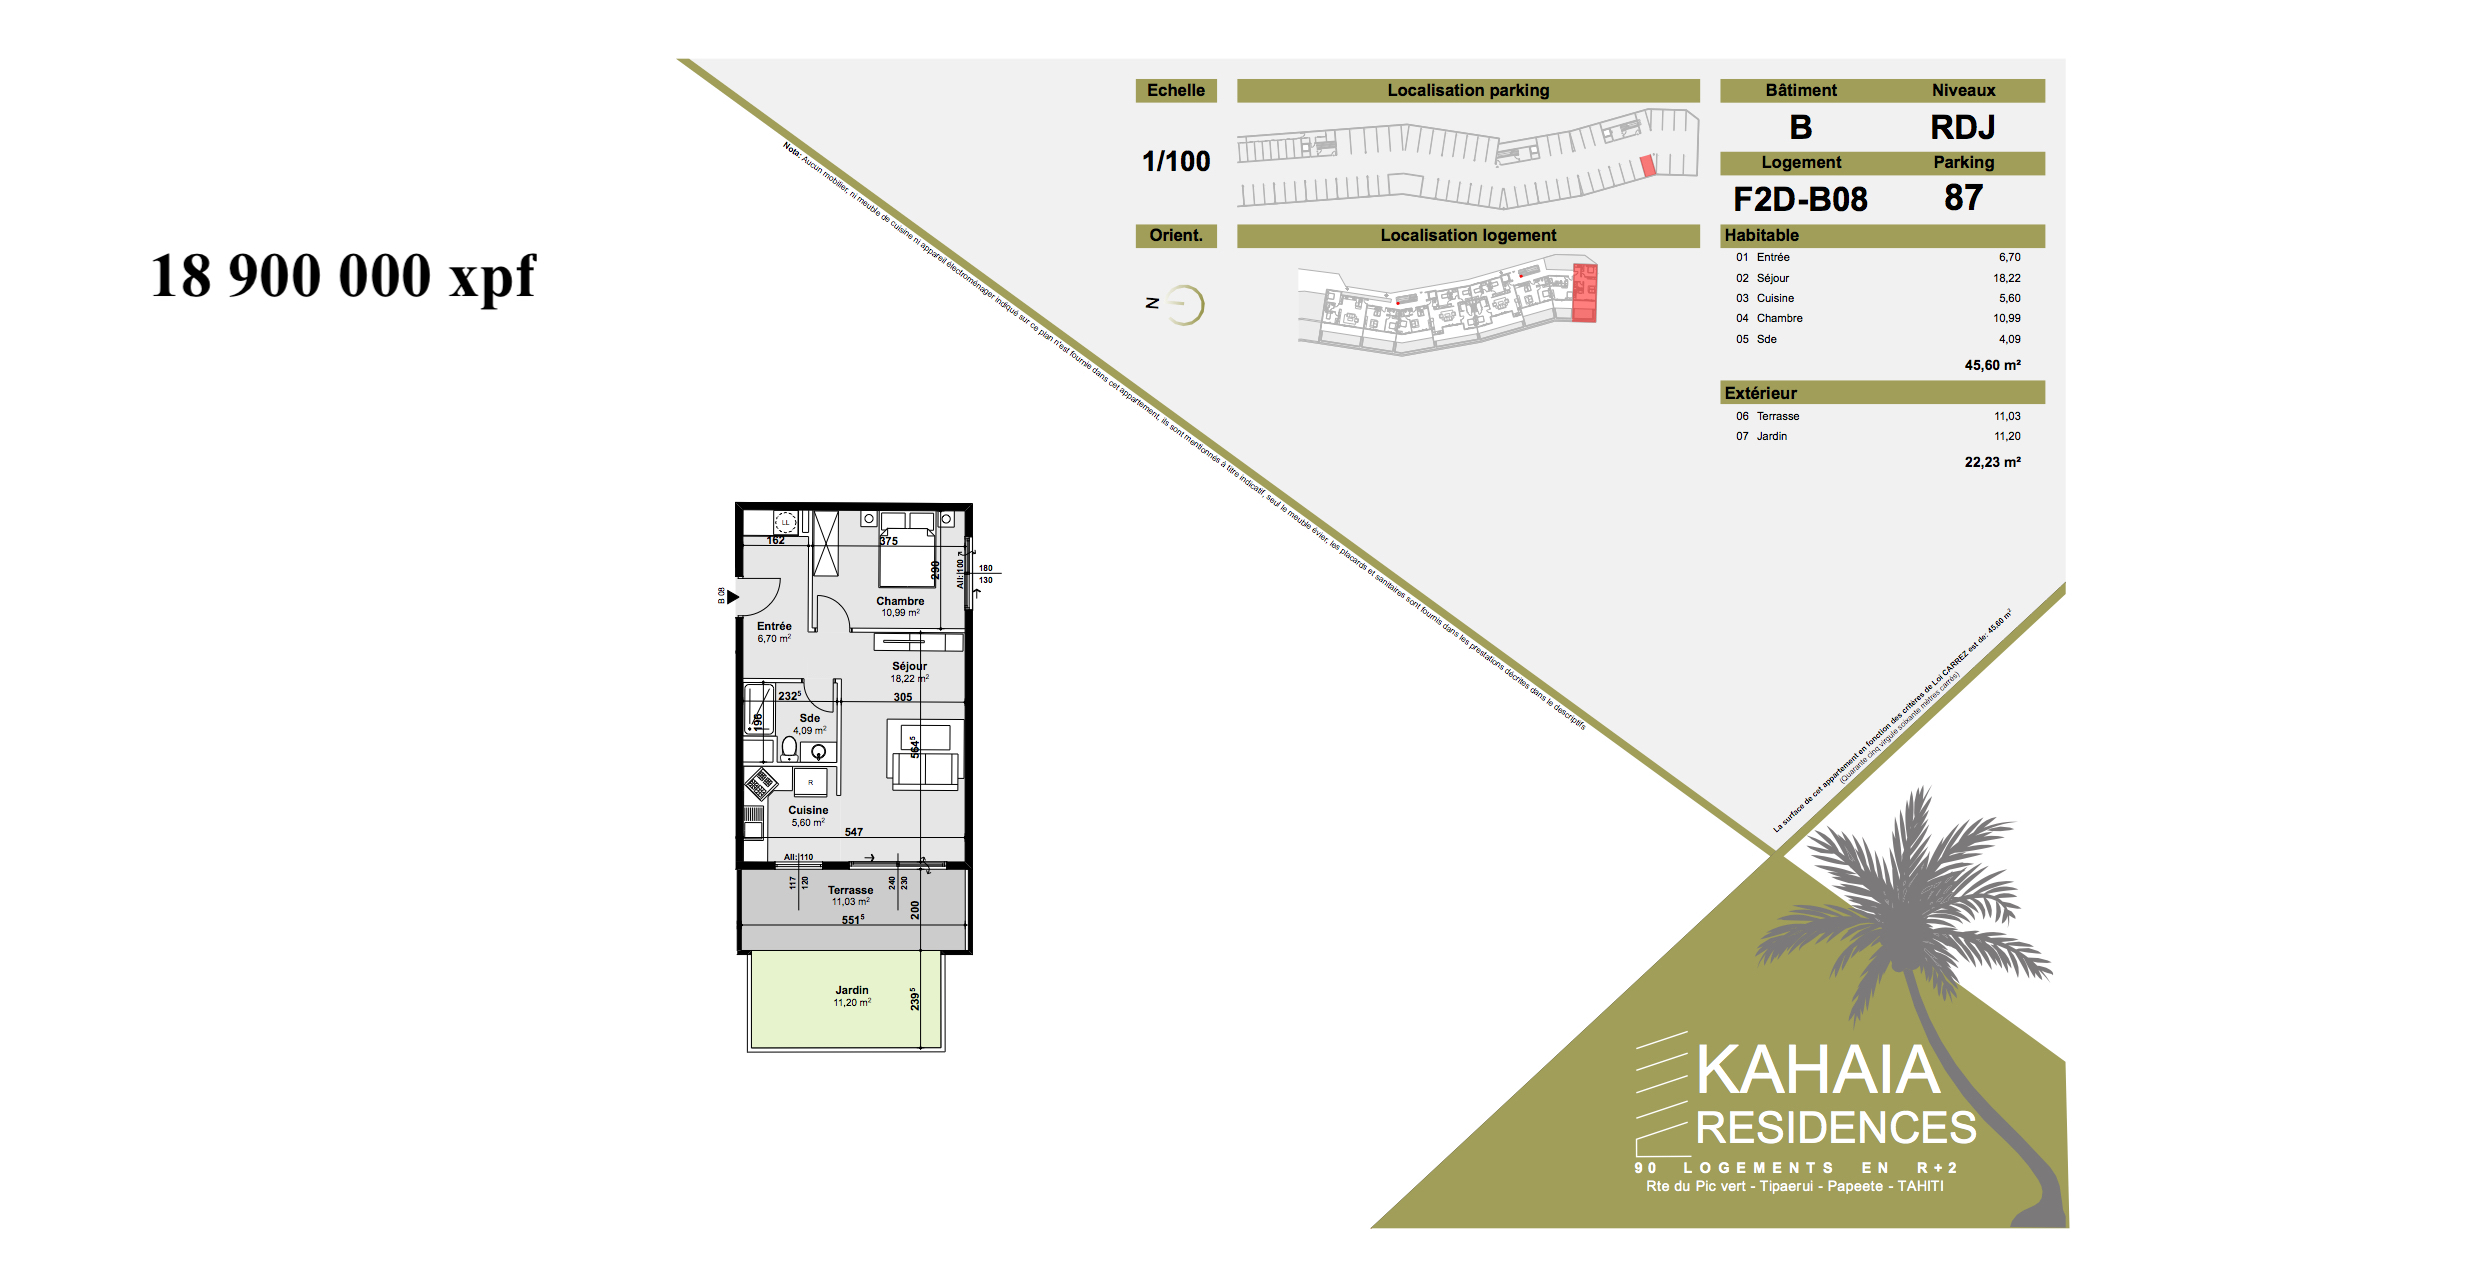 18 900 000 xpf
Echelle
1/100
Orient.
N
Localisation parking
Localisation logement
Bâtiment Niveaux
B RDJ
Logement Parking
F2D-B08 87
Habitable
01 Entrée 6,70
02 Séjour 18,22
03 Cuisine 5,60
04 Chambre 10,99
05 Sde 4,09
45,60 m²
Extérieur
06 Terrasse 11,03
07 Jardin 11,20
22,23 m²
Nota: Aucun mobilier, ni meuble de cuisine ni appareil électroménager indiqué sur ce plan n'est fournie dans cet appartement, ils sont mentionnés à titre indicatif, seul le meuble évier, les placards et sanitaires sont fournis dans les prestations décrites dans le descriptifs
La surface de cet appartement en fonction des critères de Loi CARREZ est de: 45,60 m²
(Quarante cinq virgule soixante mètres carrés)
LL
162
375
290
All: 100
180
130
B 08
Chambre
10,99 m²
Entrée
6,70 m²
Séjour
18,22 m²
232⁵
305
196
Sde
4,09 m²
564⁵
R
Cuisine
5,60 m²
547
All: 110
117
120
240
230
Terrasse
11,03 m²
200
551⁵
Jardin
11,20 m²
239⁵
KAHAIA
RESIDENCES
90 LOGEMENTS EN R+2
Rte du Pic vert - Tipaerui - Papeete - TAHITI